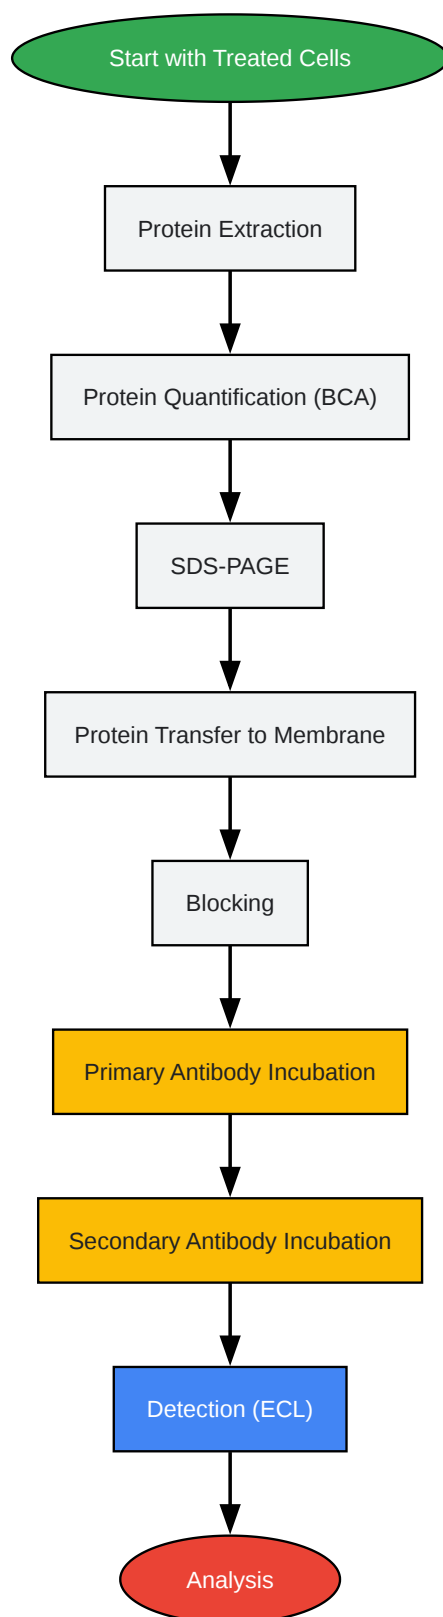 Start with Treated Cells
Protein Extraction
Protein Quantification (BCA)
SDS-PAGE
Protein Transfer to Membrane
Blocking
Primary Antibody Incubation
Secondary Antibody Incubation
Detection (ECL)
Analysis